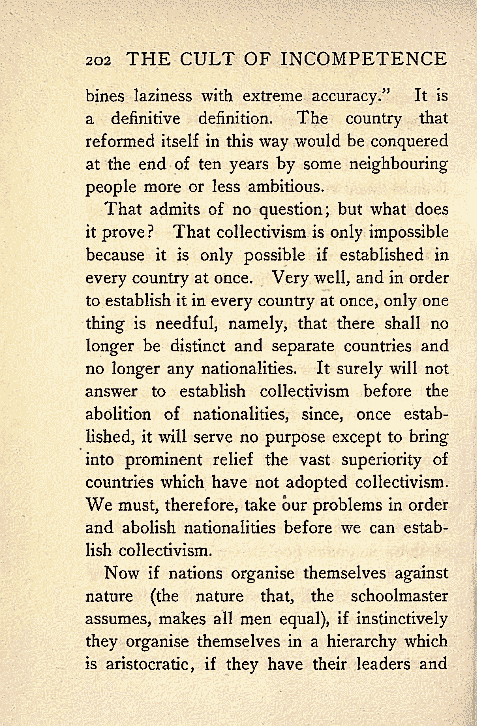 202 THE CULT OF INCOMPETENCE
bines laziness with extreme accuracy.” It is
a definitive definition. The country that
reformed itself in this way would be conquered
at the end of ten years by some neighbouring
people more or less ambitious.
That admits of no question; but what does
it prove? That collectivism is only impossible
because it is only possible if established in
every country at once. Very well, and in order
to establish it in every country at once, only one
thing is needful, namely, that there shall no
longer be distinct and separate countries and
no longer any nationalities. It surely will not
answer to establish collectivism before the
abolition of nationalities, since, once estab-
lished, it will serve no purpose except to bring
into prominent relief the vast superiority of
countries which have not adopted collectivism.
We must, therefore, take our problems in order
and abolish nationalities before we can estab-
lish collectivism.
Now if nations organise themselves against
nature (the nature that, the schoolmaster
assumes, makes all men equal), if instinctively
they organise themselves in a hierarchy which
is aristocratic, if they have their leaders and